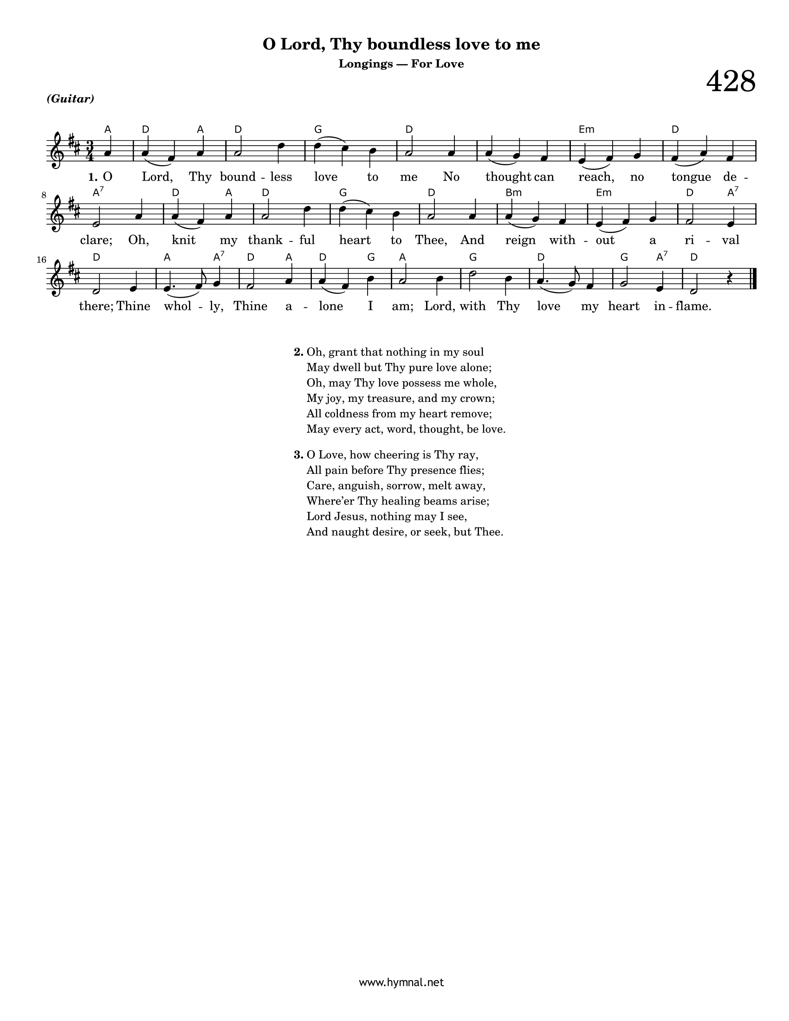 O Lord, Thy boundless love to me
Longings — For Love
428
(Guitar)
A D A D G D Em D
3 4
1. O Lord, Thy bound - less love to me No thought can reach, no tongue de -
8 A7 D A D G D Bm Em D A7
clare; Oh, knit my thank - ful heart to Thee, And reign with - out a ri - val
16 D A A7 D A D G A G D G A7 D
there; Thine whol - ly, Thine a - lone I am; Lord, with Thy love my heart in - flame.
2. Oh, grant that nothing in my soul
May dwell but Thy pure love alone;
Oh, may Thy love possess me whole,
My joy, my treasure, and my crown;
All coldness from my heart remove;
May every act, word, thought, be love.
3. O Love, how cheering is Thy ray,
All pain before Thy presence flies;
Care, anguish, sorrow, melt away,
Where'er Thy healing beams arise;
Lord Jesus, nothing may I see,
And naught desire, or seek, but Thee.
www.hymnal.net